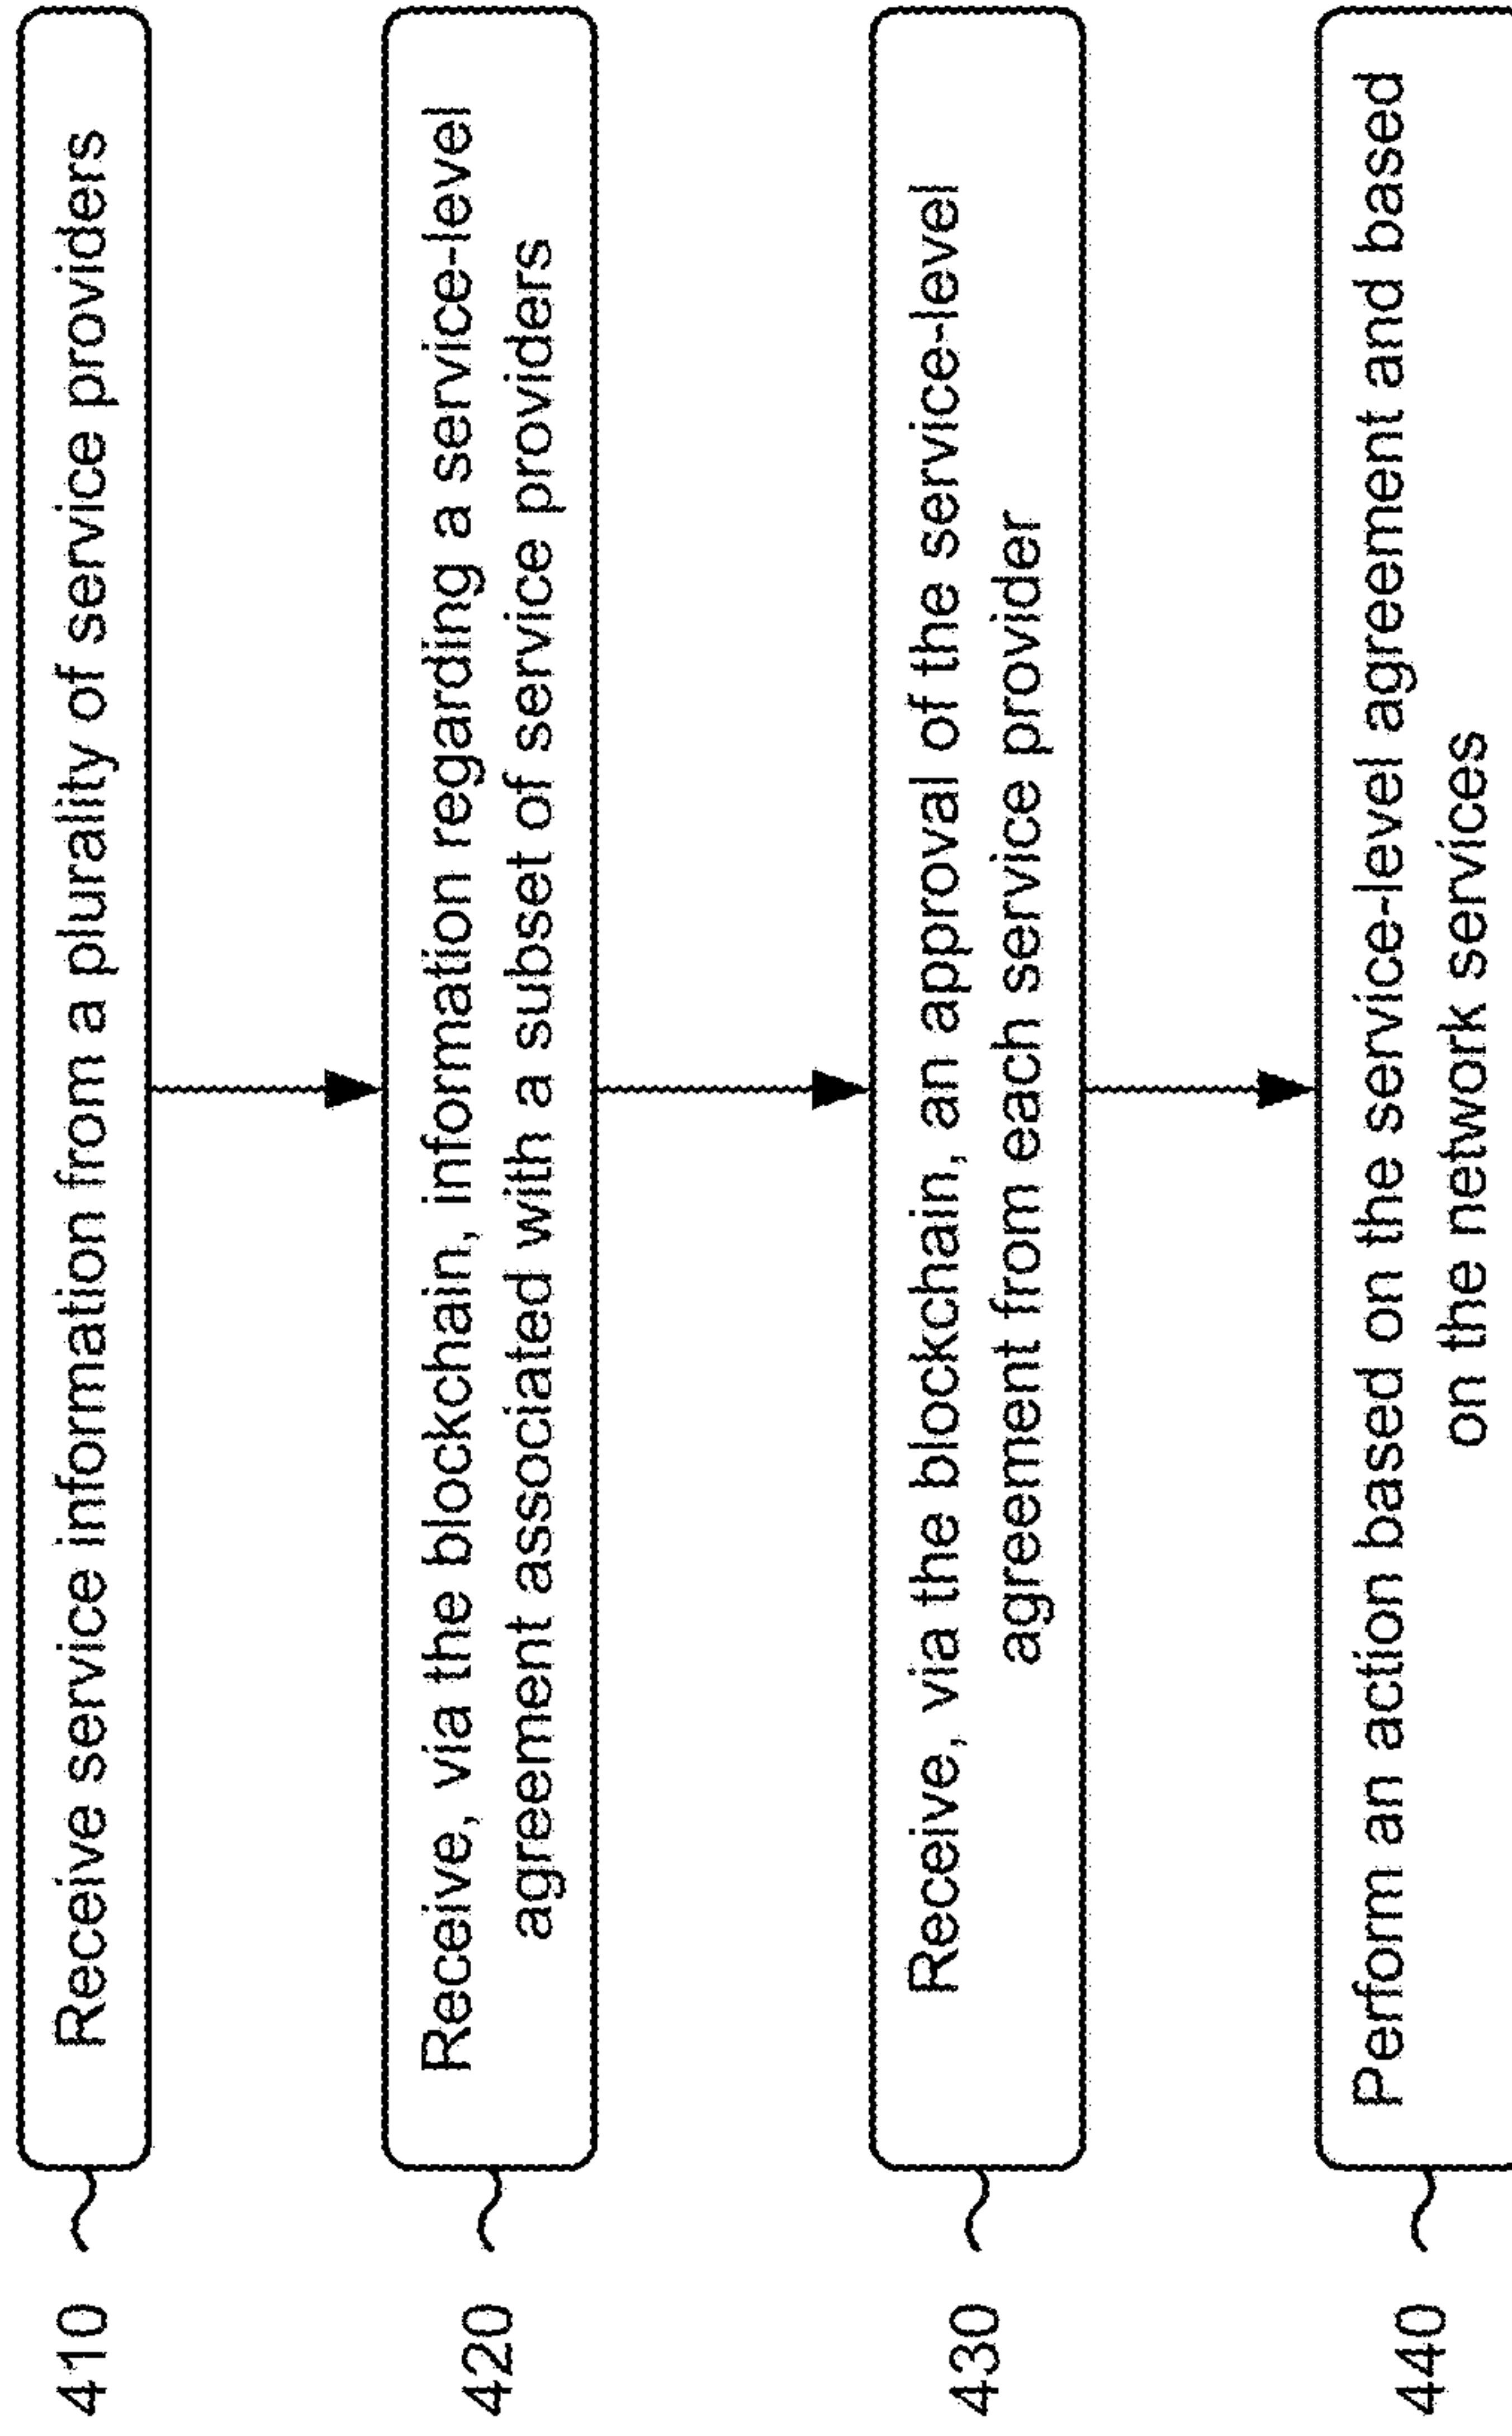 410
Receive service information from a plurality of service providers
420
Receive, via the blockchain, information regarding a service-level
agreement associated with a subset of service providers
430
Receive, via the blockchain, an approval of the service-level
agreement from each service provider
440
Perform an action based on the service-level agreement and based
on the network services